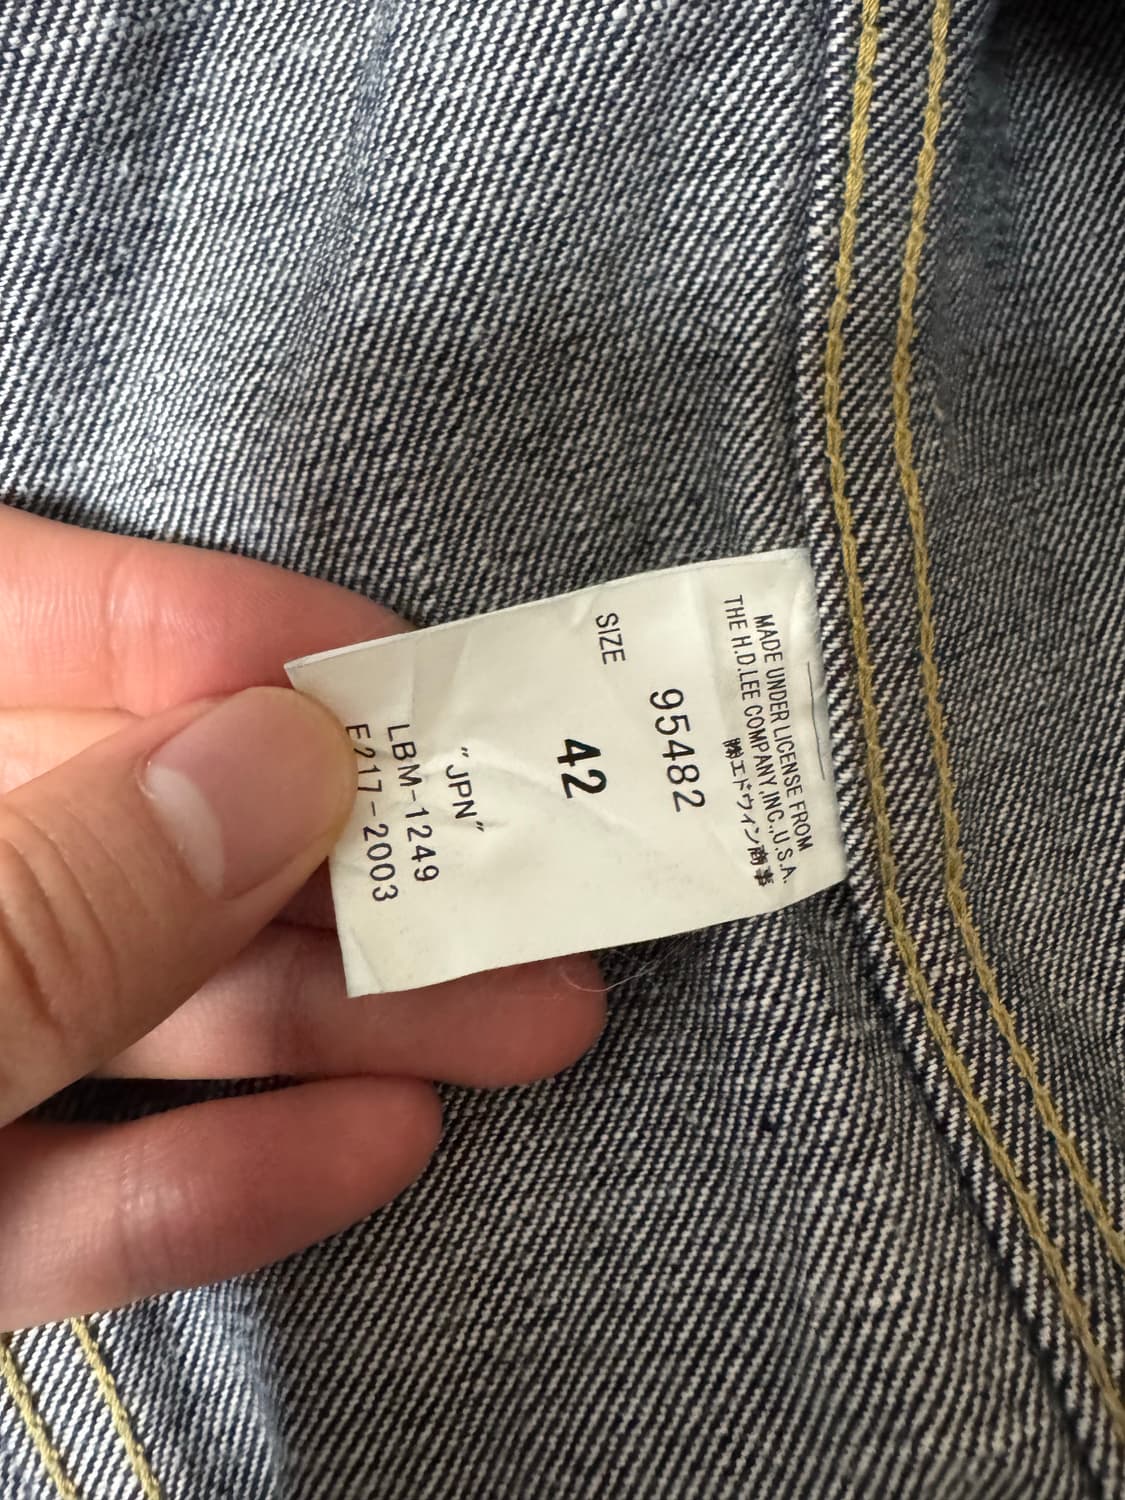 MADE UNDER LICENSE FROM
THE H.D.LEE COMPANY,INC.,U.S.A.
㈱エドウィン商事
95482
SIZE 42
"JPN"
LBM-1249
E217-2003